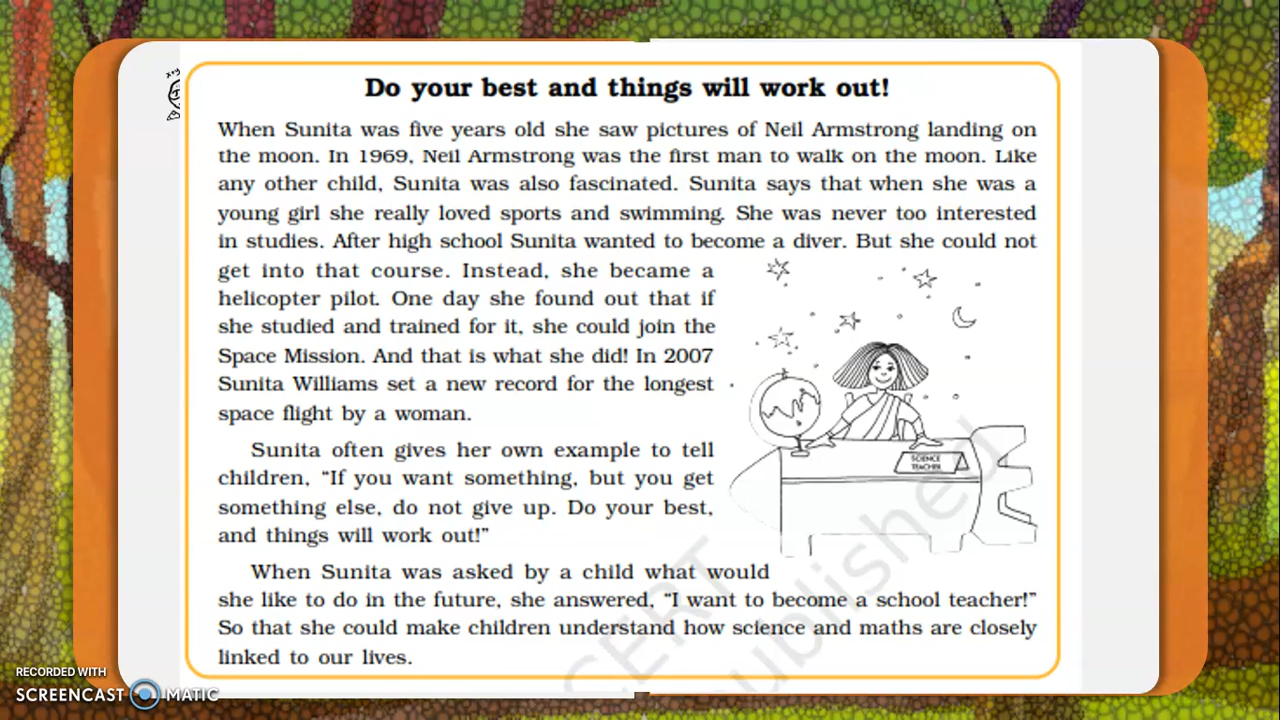 Do your best and things will work out!
When Sunita was five years old she saw pictures of Neil Armstrong landing on
the moon. In 1969, Neil Armstrong was the first man to walk on the moon. Like
any other child, Sunita was also fascinated. Sunita says that when she was a
young girl she really loved sports and swimming. She was never too interested
in studies. After high school Sunita wanted to become a diver. But she could not
get into that course. Instead, she became a
helicopter pilot. One day she found out that if
she studied and trained for it, she could join the
Space Mission. And that is what she did! In 2007
Sunita Williams set a new record for the longest
space flight by a woman.
Sunita often gives her own example to tell
children, “If you want something, but you get
something else, do not give up. Do your best,
and things will work out!”
SCIENCE
TEACHER
When Sunita was asked by a child what would
she like to do in the future, she answered, “I want to become a school teacher!”
So that she could make children understand how science and maths are closely
linked to our lives.
RECORDED WITH
SCREENCAST MATIC